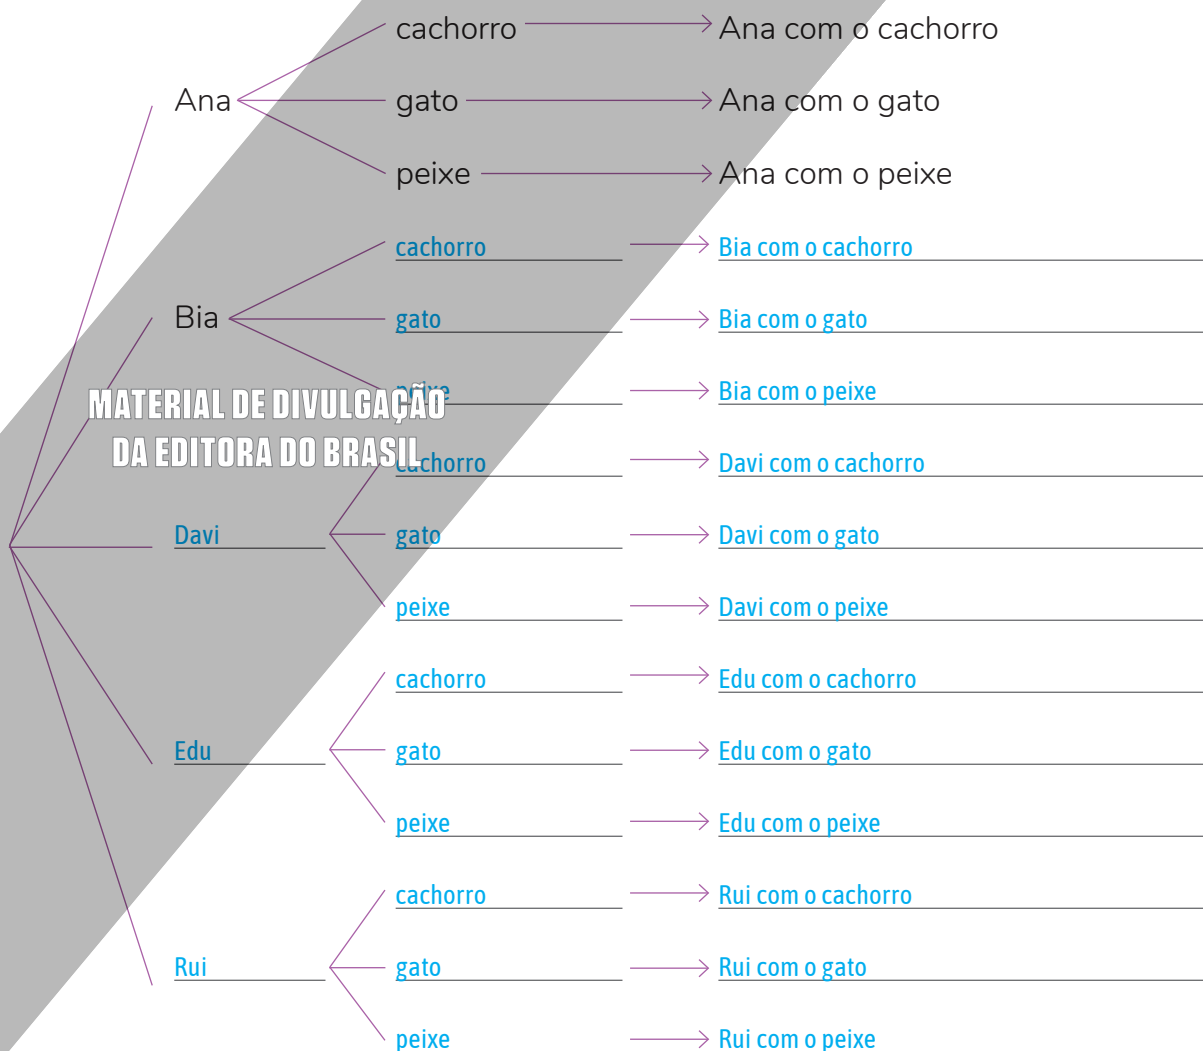 cachorro Ana com o cachorro
Ana gato Ana com o gato
peixe Ana com o peixe
cachorro Bia com o cachorro
Bia gato Bia com o gato
peixe Bia com o peixe
MATERIAL DE DIVULGAÇÃO
DA EDITORA DO BRASIL
cachorro Davi com o cachorro
Davi gato Davi com o gato
peixe Davi com o peixe
cachorro Edu com o cachorro
Edu gato Edu com o gato
peixe Edu com o peixe
cachorro Rui com o cachorro
Rui gato Rui com o gato
peixe Rui com o peixe